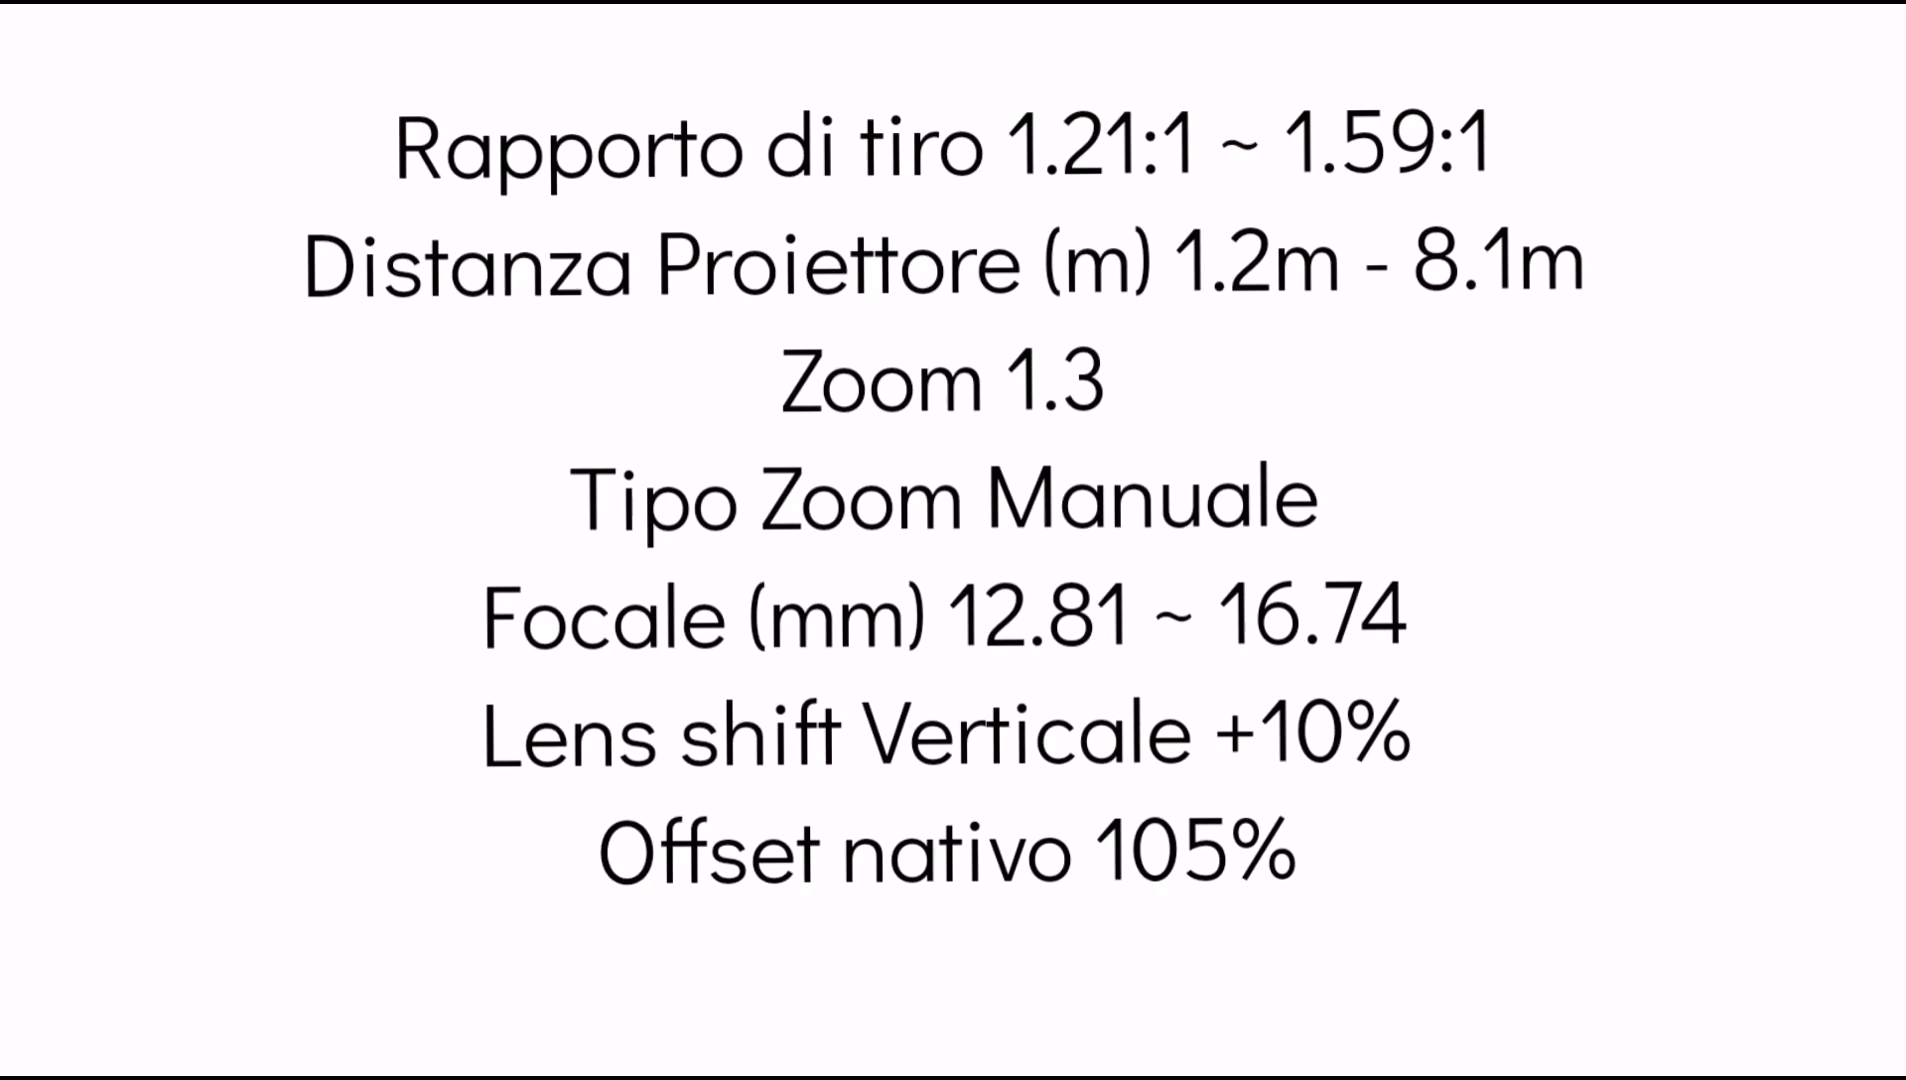 Rapporto di tiro 1.21:1 ~ 1.59:1
Distanza Proiettore (m) 1.2m - 8.1m
Zoom 1.3
Tipo Zoom Manuale
Focale (mm) 12.81 ~ 16.74
Lens shift Verticale +10%
Offset nativo 105%